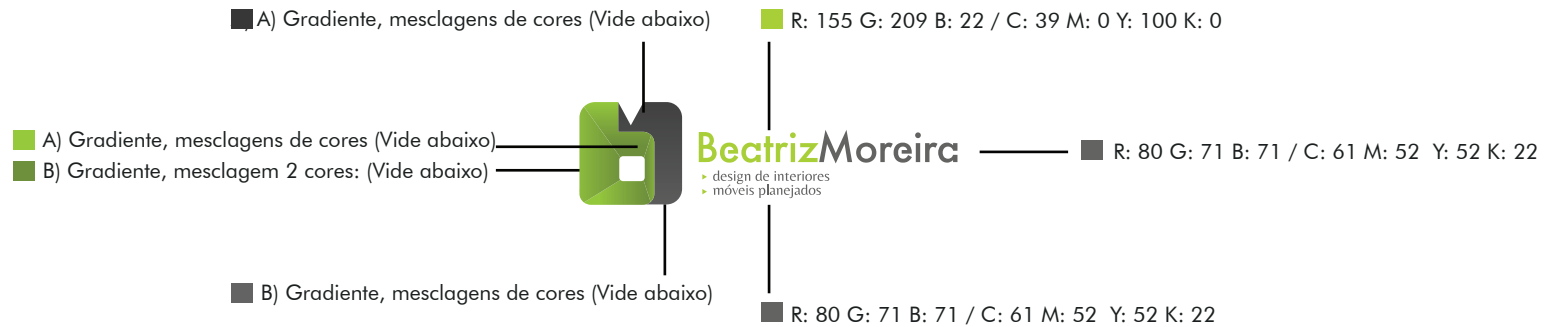 A) Gradiente, mesclagens de cores (Vide abaixo)
R: 155 G: 209 B: 22 / C: 39 M: 0 Y: 100 K: 0
A) Gradiente, mesclagens de cores (Vide abaixo)
B) Gradiente, mesclagem 2 cores: (Vide abaixo)
BeatrizMoreira
design de interiores
móveis planejados
R: 80 G: 71 B: 71 / C: 61 M: 52 Y: 52 K: 22
B) Gradiente, mesclagens de cores (Vide abaixo)
R: 80 G: 71 B: 71 / C: 61 M: 52 Y: 52 K: 22